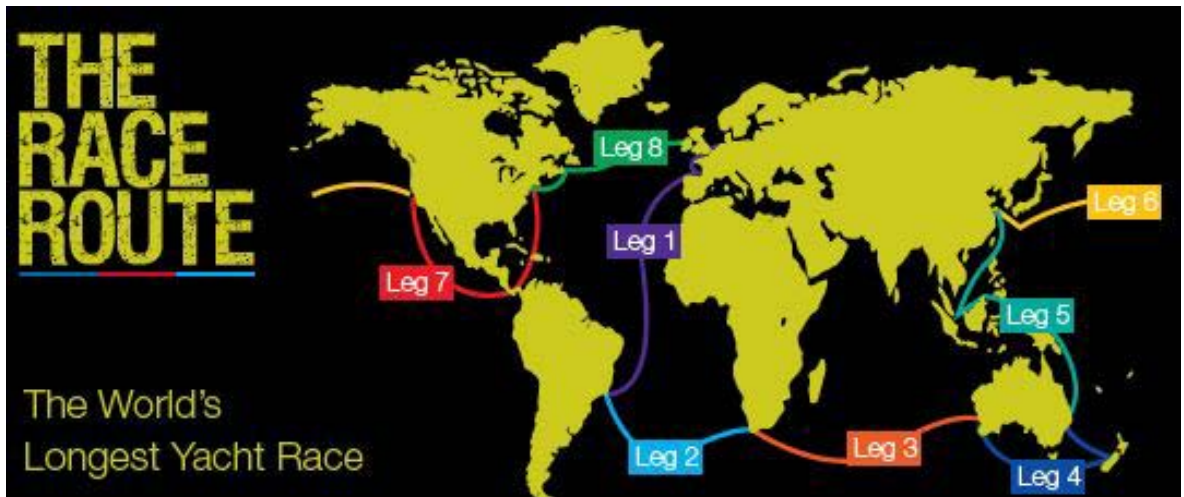 THE
RACE
ROUTE
The World's
Longest Yacht Race
Leg 1
Leg 2
Leg 3
Leg 4
Leg 5
Leg 6
Leg 7
Leg 8